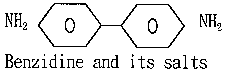 NH₂ O O NH₂
Benzidine and its salts